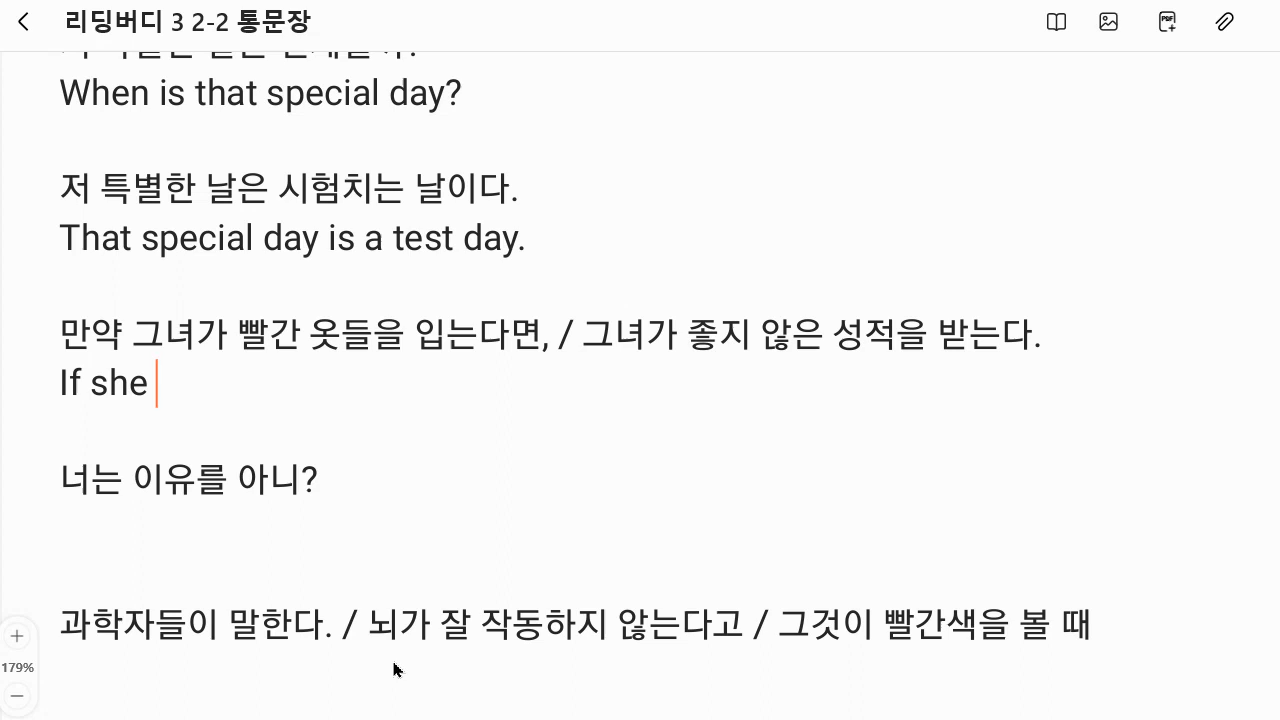 리딩버디 3 2-2 통문장
When is that special day?
저 특별한 날은 시험치는 날이다.
That special day is a test day.
만약 그녀가 빨간 옷들을 입는다면, / 그녀가 좋지 않은 성적을 받는다.
If she
너는 이유를 아니?
과학자들이 말한다. / 뇌가 잘 작동하지 않는다고 / 그것이 빨간색을 볼 때
179%